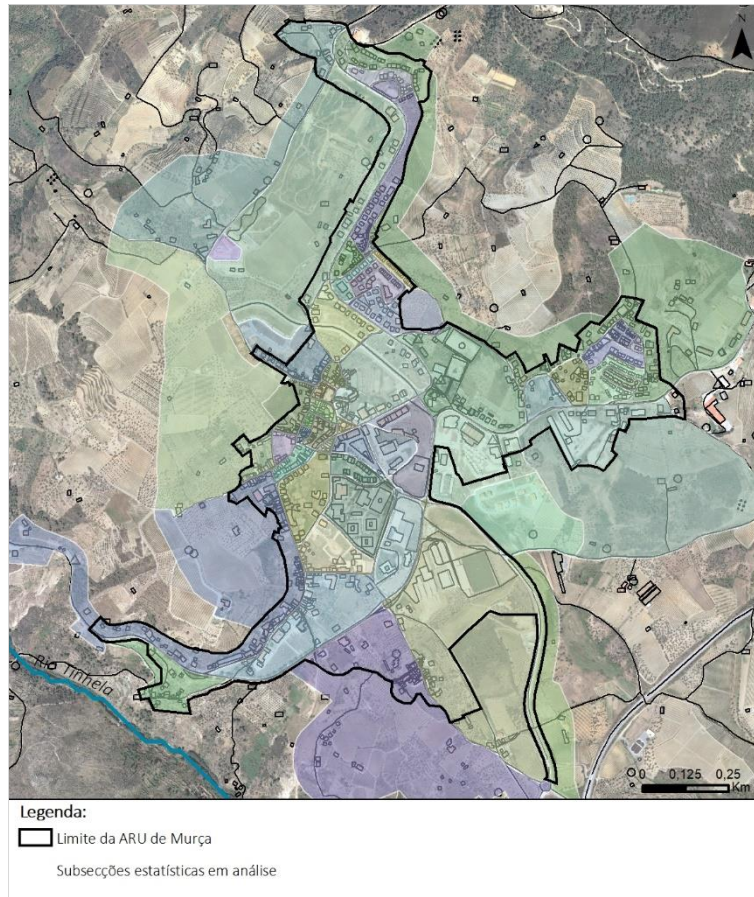 N
Rio Tinhela
0 0,125 0,25
Km
Legenda:
Limite da ARU de Murça
Subsecções estatísticas em análise